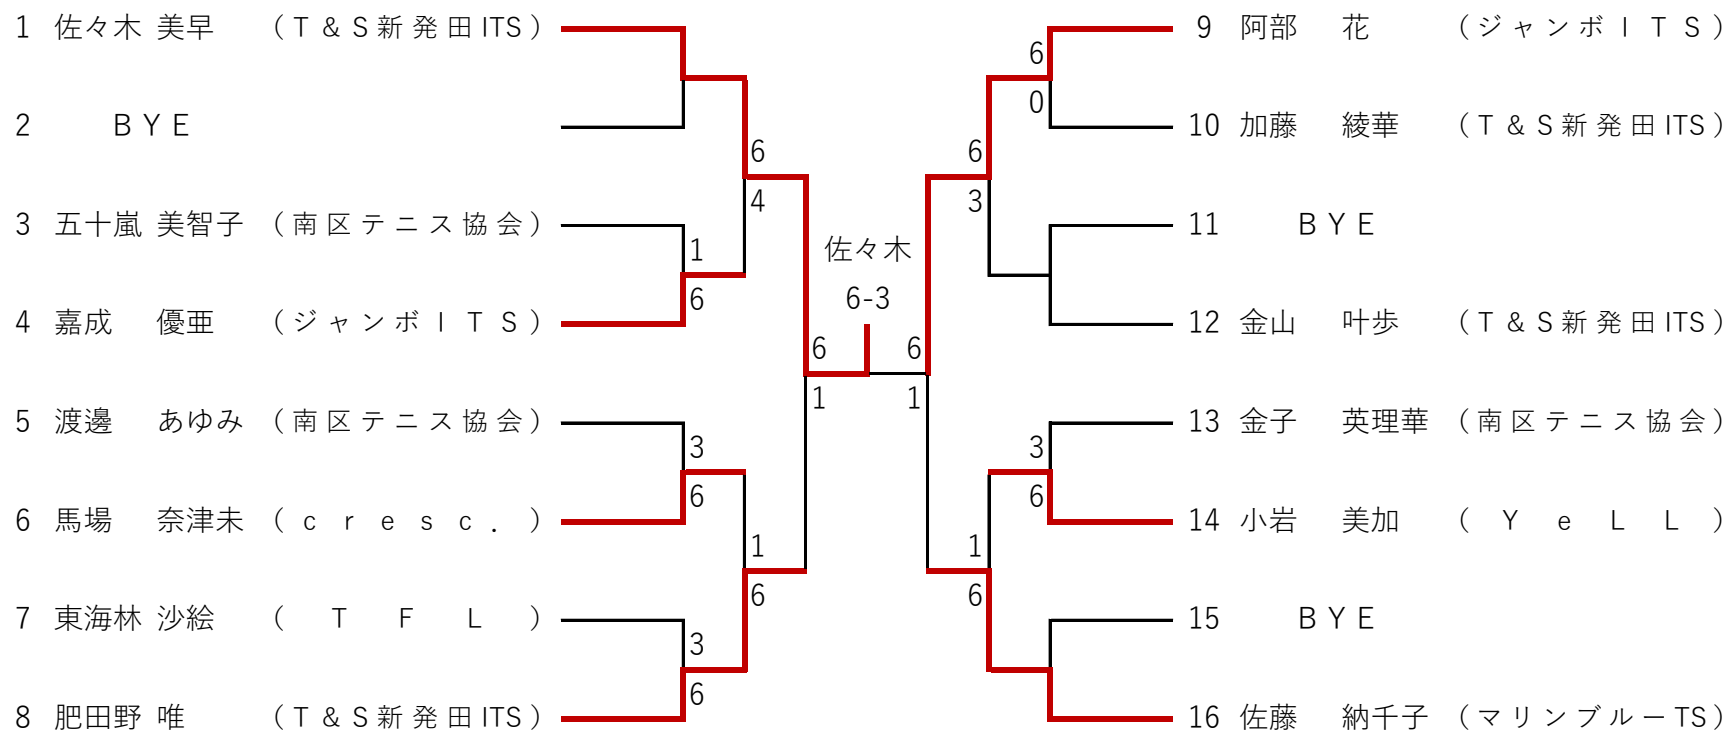 1 佐々木 美早 （T＆S新発田ITS）
2 ＢＹＥ
3 五十嵐 美智子 （南区テニス協会）
4 嘉成 優亜 （ジャンボＩＴＳ）
5 渡邊 あゆみ （南区テニス協会）
6 馬場 奈津未 （ｃｒｅｓｃ．）
7 東海林 沙絵 （ＴＦＬ）
8 肥田野 唯 （T＆S新発田ITS）
6
4
1
6
3
6
1
6
3
6
6
1
佐々木
6-3
6
1
6
0
6
3
3
6
1
6
9 阿部 花 （ジャンボＩＴＳ）
10 加藤 綾華 （T＆S新発田ITS）
11 ＢＹＥ
12 金山 叶歩 （T＆S新発田ITS）
13 金子 英理華 （南区テニス協会）
14 小岩 美加 （ＹｅＬＬ）
15 ＢＹＥ
16 佐藤 納千子 （マリンブルーTS）